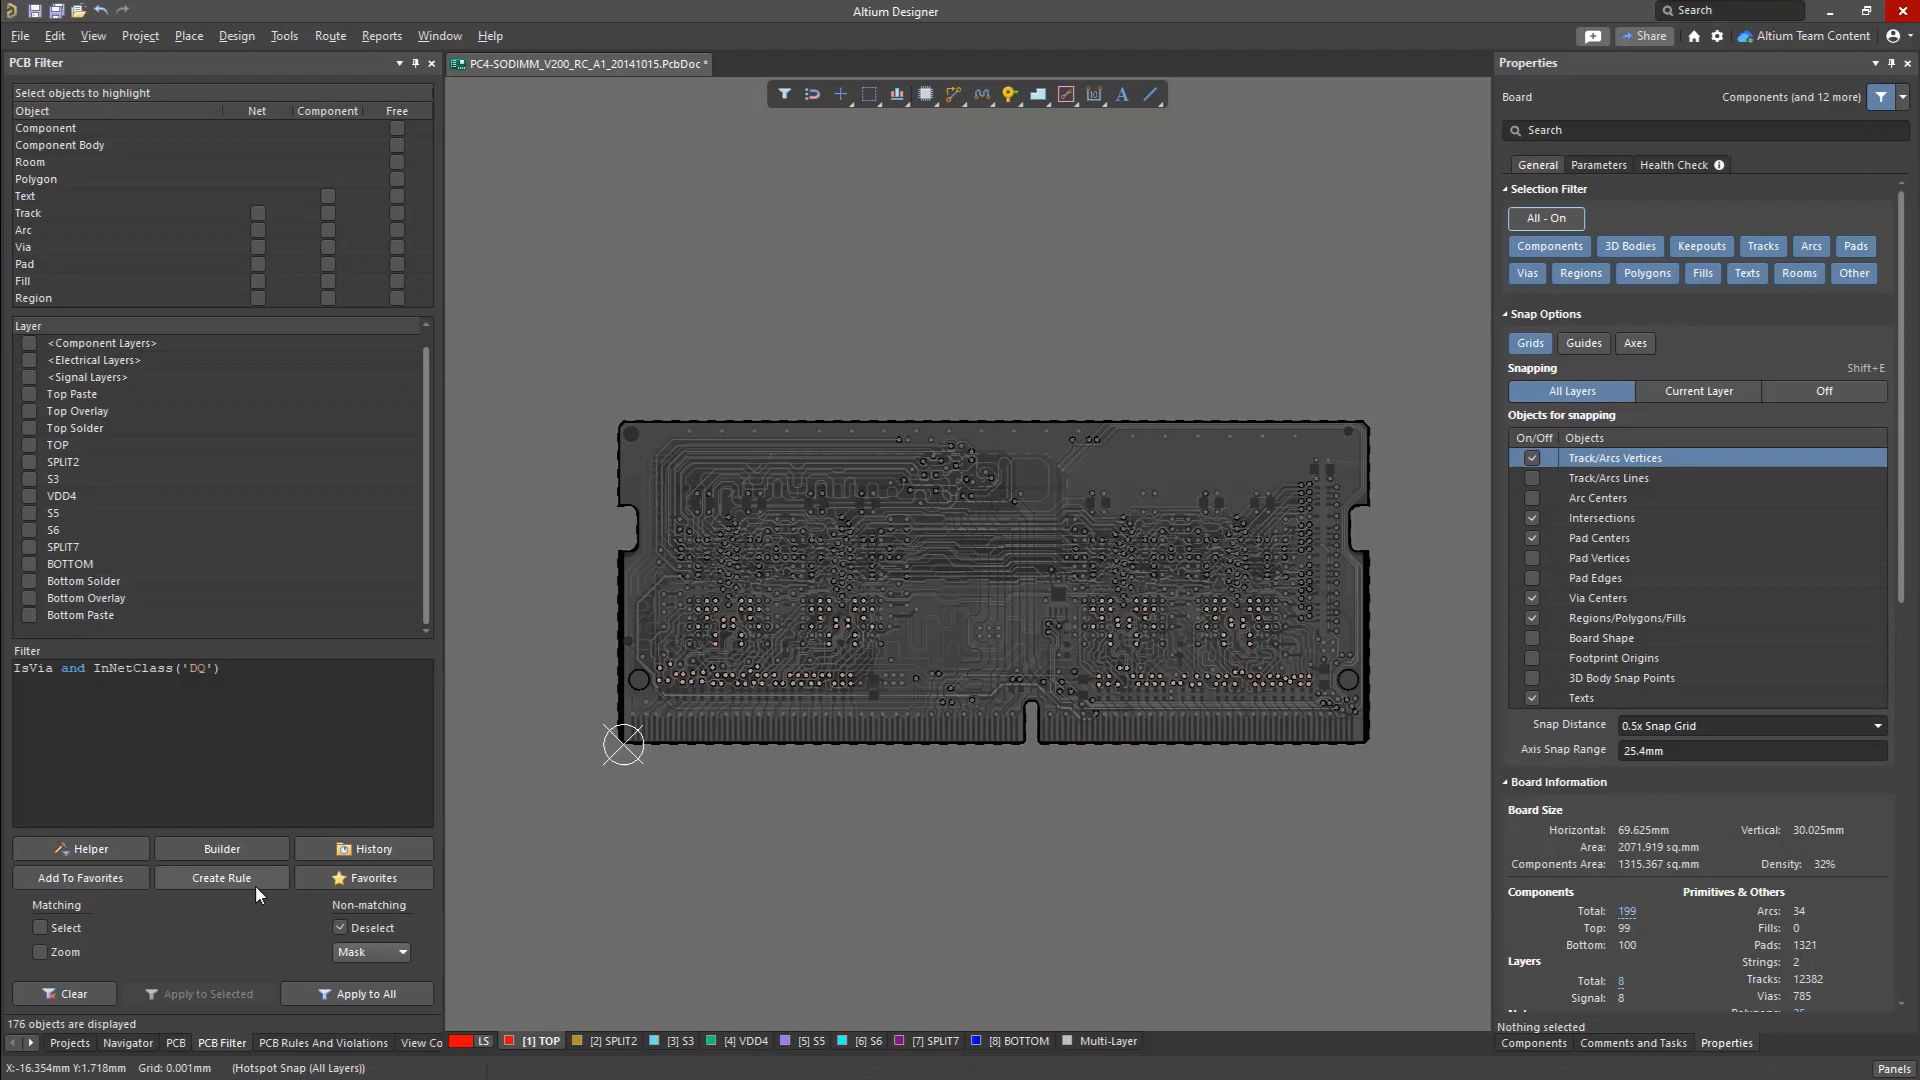 Altium Designer
Search
File Edit View Project Place Design Tools Route Reports Window Help
Share
Altium Team Content
PCB Filter
PC4-SODIMM_V200_RC_A1_20141015.PcbDoc *
Properties
Select objects to highlight
Object Net Component Free
Component
Component Body
Room
Polygon
Text
Track
Arc
Via
Pad
Fill
Region
Layer
<Component Layers>
<Electrical Layers>
<Signal Layers>
Top Paste
Top Overlay
Top Solder
TOP
SPLIT2
S3
VDD4
S5
S6
SPLIT7
BOTTOM
Bottom Solder
Bottom Overlay
Bottom Paste
Filter
IsVia and InNetClass('DQ')
Helper Builder History
Add To Favorites Create Rule Favorites
Matching Non-matching
Select Deselect
Zoom Mask
Clear Apply to Selected Apply to All
176 objects are displayed
Projects Navigator PCB PCB Filter PCB Rules And Violations View Co
LS [1] TOP [2] SPLIT2 [3] S3 [4] VDD4 [5] S5 [6] S6 [7] SPLIT7 [8] BOTTOM Multi-Layer
X:-16.354mm Y:1.718mm Grid: 0.001mm (Hotspot Snap (All Layers))
Board Components (and 12 more)
Search
General Parameters Health Check
Selection Filter
All - On
Components 3D Bodies Keepouts Tracks Arcs Pads
Vias Regions Polygons Fills Texts Rooms Other
Snap Options
Grids Guides Axes
Snapping Shift+E
All Layers Current Layer Off
Objects for snapping
On/Off Objects
Track/Arcs Vertices
Track/Arcs Lines
Arc Centers
Intersections
Pad Centers
Pad Vertices
Pad Edges
Via Centers
Regions/Polygons/Fills
Board Shape
Footprint Origins
3D Body Snap Points
Texts
Snap Distance 0.5x Snap Grid
Axis Snap Range 25.4mm
Board Information
Board Size
Horizontal: 69.625mm Vertical: 30.025mm
Area: 2071.919 sq.mm
Components Area: 1315.367 sq.mm Density: 32%
Components Primitives & Others
Total: 199 Arcs: 34
Top: 99 Fills: 0
Bottom: 100 Pads: 1321
Strings: 2
Layers Tracks: 12382
Total: 8 Vias: 785
Signal: 8
Nothing selected
Components Comments and Tasks Properties
Panels